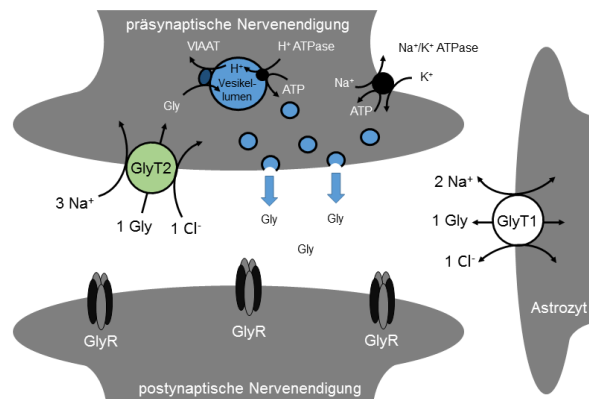 präsynaptische Nervenendigung
VIAAT
H⁺ ATPase
H⁺
Vesikel-
lumen
Gly
ATP
Na⁺/K⁺ ATPase
Na⁺
K⁺
ATP
GlyT2
3 Na⁺
1 Gly
1 Cl⁻
Gly
Gly
Gly
2 Na⁺
1 Gly
GlyT1
1 Cl⁻
Astrozyt
GlyR
GlyR
GlyR
postynaptische Nervenendigung